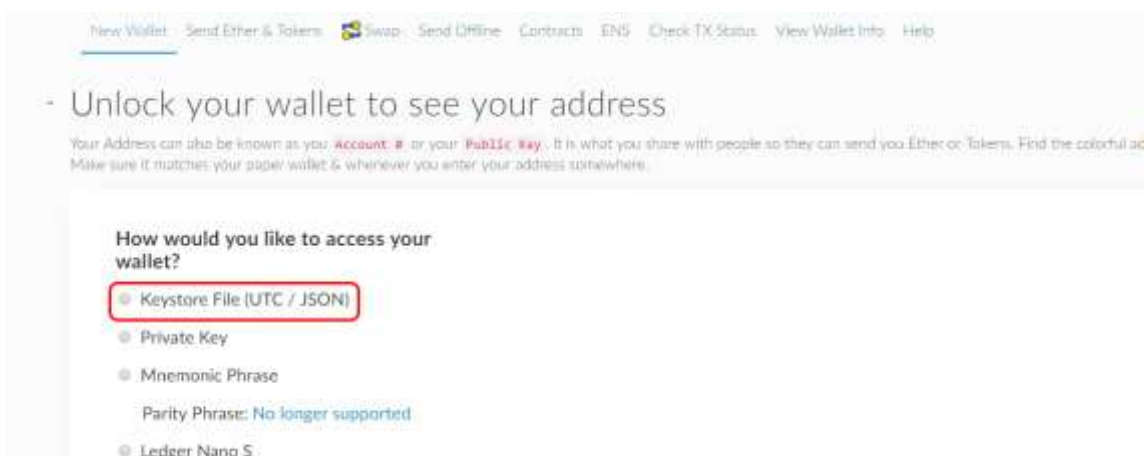 New Wallet Send Ether & Tokens Swap Send Offline Contracts ENS Check TX Status View Wallet Info Help
- Unlock your wallet to see your address
Your Address can also be known as you Account # or your Public Key. It is what you share with people so they can send you Ether or Tokens. Find the colorful ad
Make sure it matches your paper wallet & whenever you enter your address somewhere.
How would you like to access your
wallet?
Keystore File (UTC / JSON)
Private Key
Mnemonic Phrase
Parity Phrase: No longer supported
Ledger Nano S